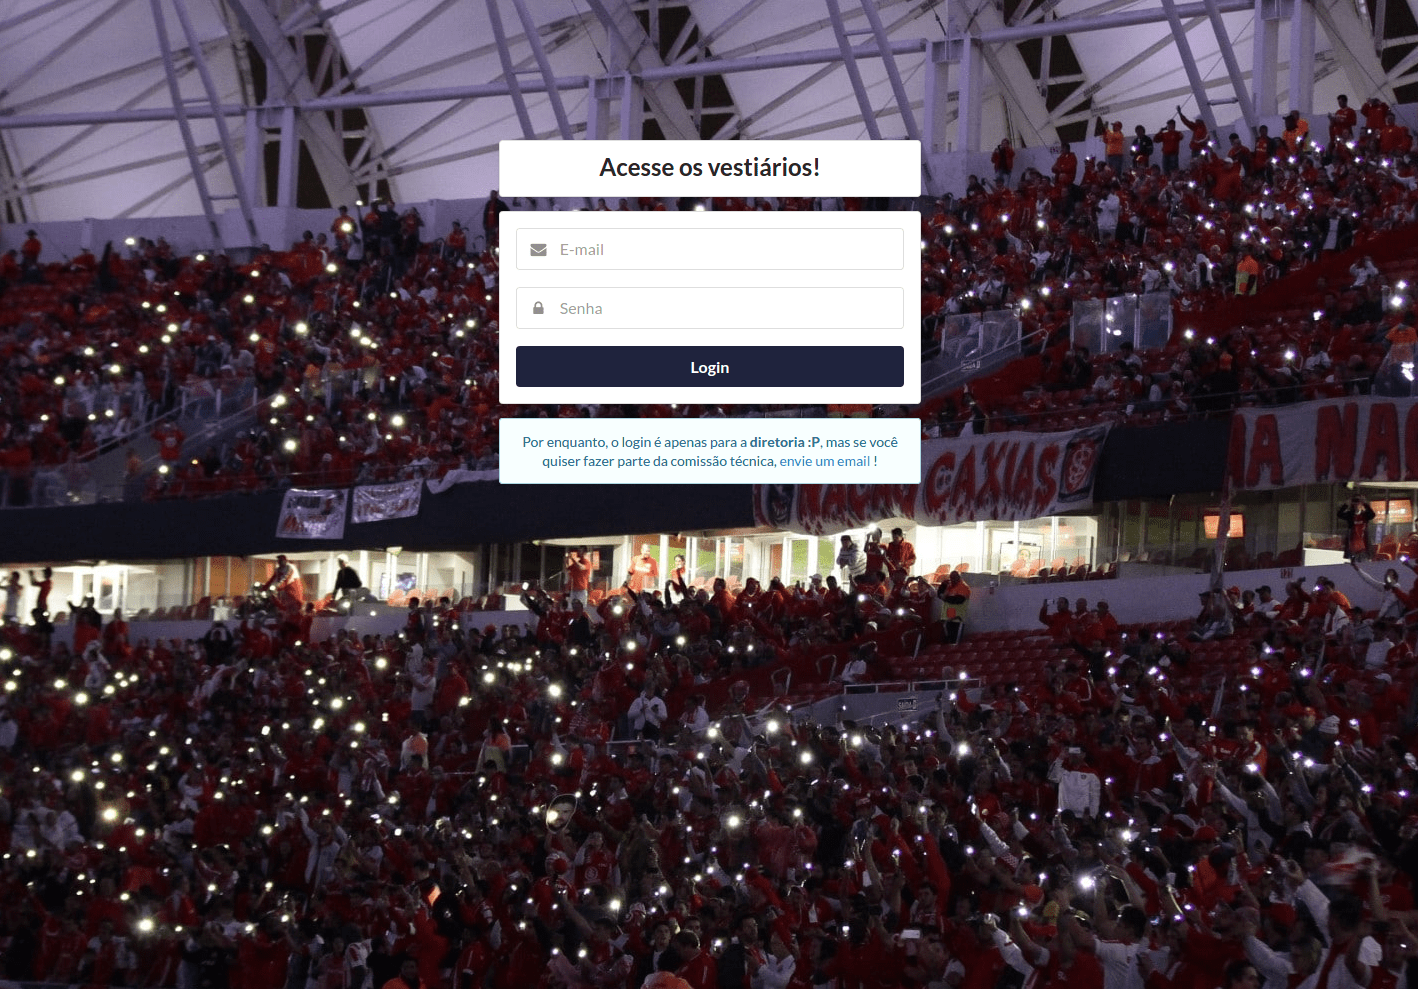 Acesse os vestiários!
E-mail
Senha
Login
Por enquanto, o login é apenas para a diretoria :P, mas se você
quiser fazer parte da comissão técnica, envie um email !
NAÇÃO CAXIAS